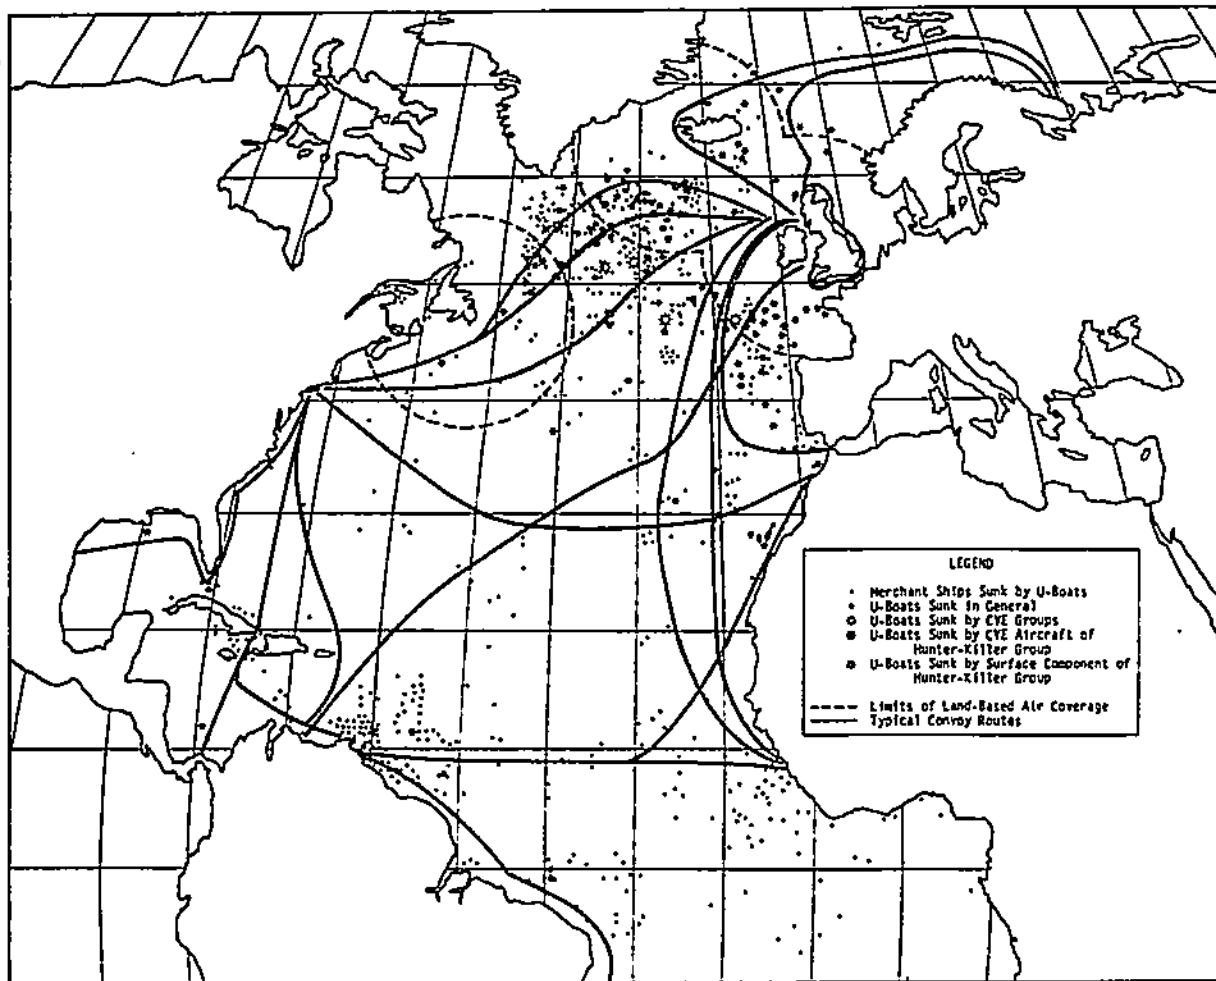 LEGEND
Merchant Ships Sunk by U-Boats
U-Boats Sunk in General
U-Boats Sunk by CVE Groups
U-Boats Sunk by CVE Aircraft of
Hunter-Killer Group
U-Boats Sunk by Surface Component of
Hunter-Killer Group
Limits of Land-Based Air Coverage
Typical Convoy Routes